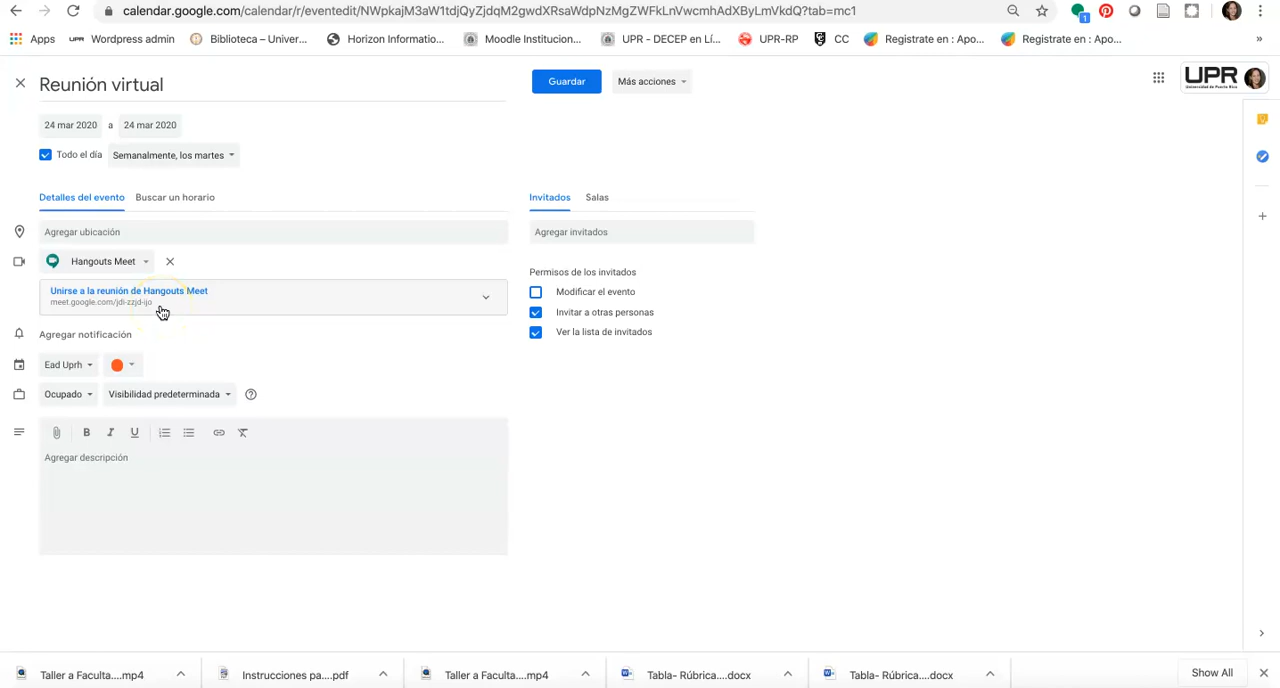 calendar.google.com/calendar/r/eventedit/NWpkajM3aW1tdjQyZjdqM2gwdXRsaWdpNzMgZWFkLnVwcmhAdXByLmVkdQ?tab=mc1
1
Apps UPR Wordpress admin Biblioteca – Univer... Horizon Informatio... Moodle Institucion... UPR - DECEP en Lí... UPR-RP CC Registrate en : Apo... Registrate en : Apo... »
Reunión virtual
Guardar
Más acciones
UPR
Universidad de Puerto Rico
24 mar 2020 a 24 mar 2020
Todo el día Semanalmente, los martes
Detalles del evento Buscar un horario
Invitados Salas
Agregar ubicación
Agregar invitados
Hangouts Meet
Unirse a la reunión de Hangouts Meet
meet.google.com/jdi-zzjd-ijo
Permisos de los invitados
Modificar el evento
Invitar a otras personas
Ver la lista de invitados
Agregar notificación
Ead Uprh
Ocupado Visibilidad predeterminada
B I U
Agregar descripción
Taller a Faculta....mp4 Instrucciones pa....pdf Taller a Faculta....mp4 Tabla- Rúbrica....docx Tabla- Rúbrica....docx Show All